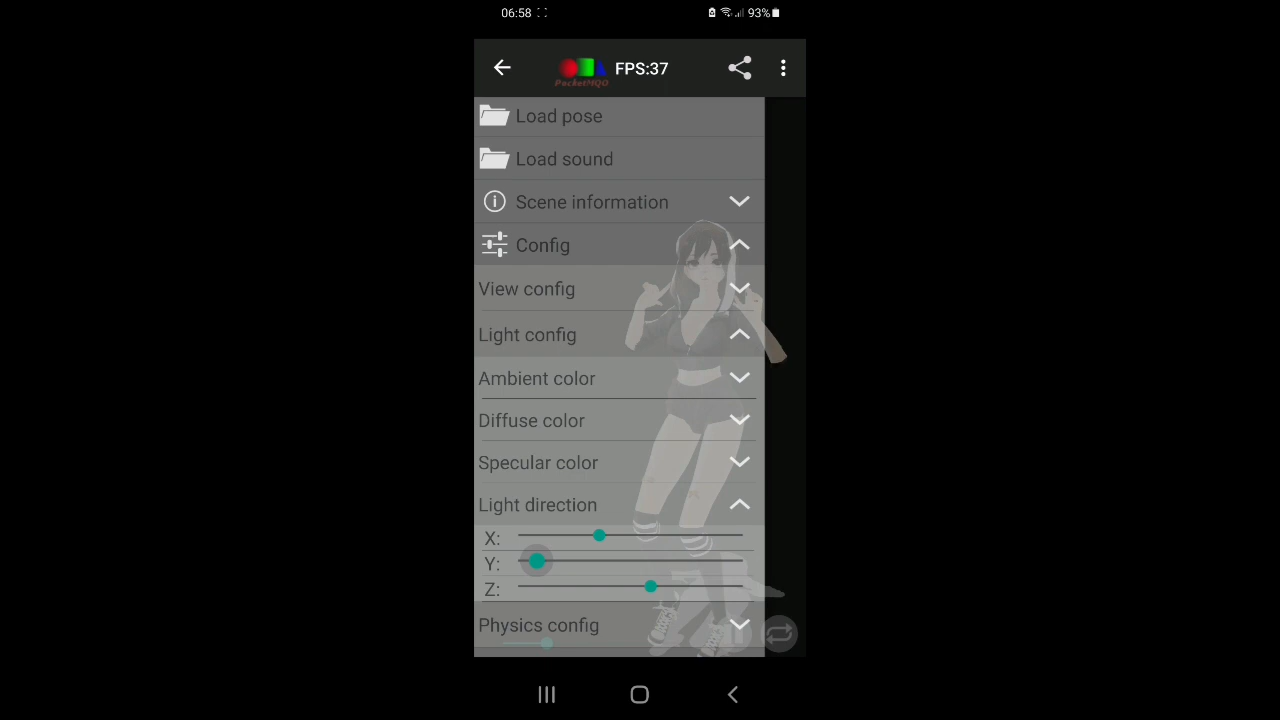 06:58
93%
PocketMQO
FPS:37
Load pose
Load sound
Scene information
Config
View config
Light config
Ambient color
Diffuse color
Specular color
Light direction
X:
Y:
Z:
Physics config